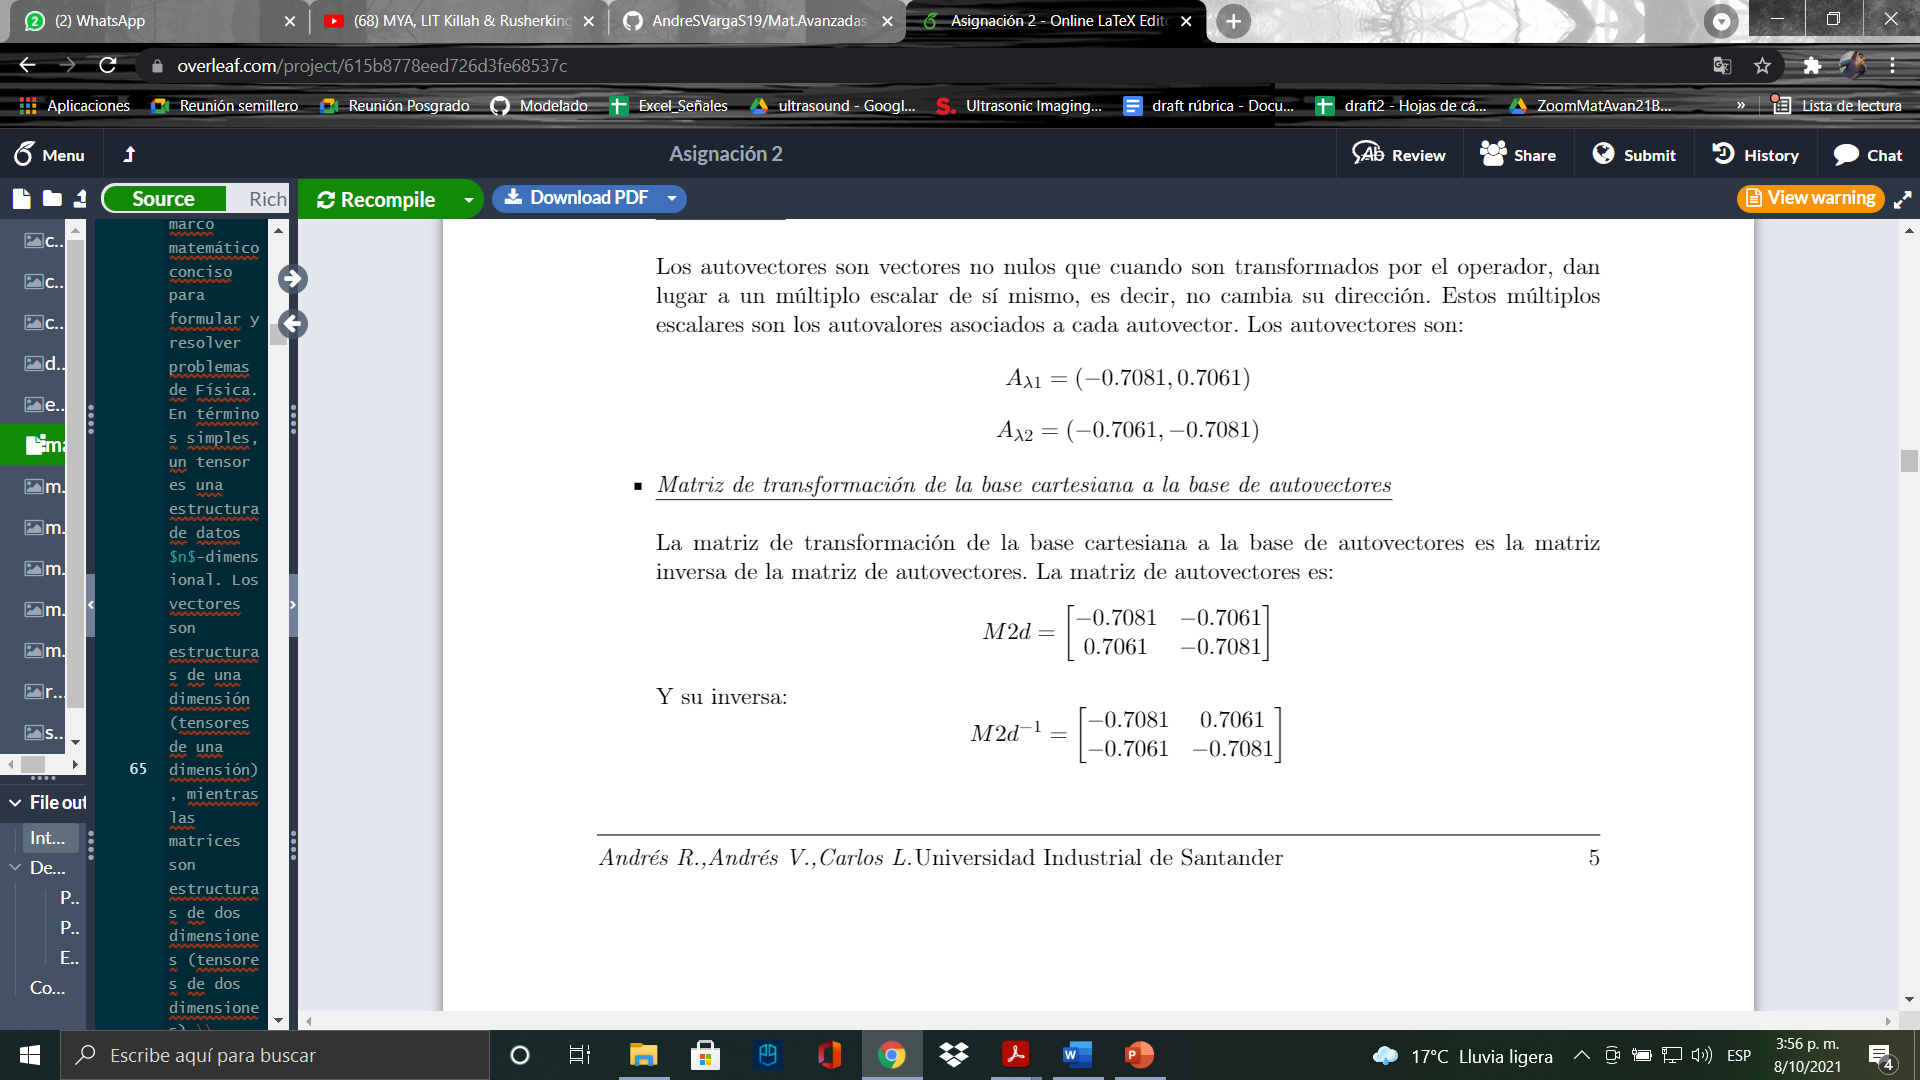 (2) WhatsApp
(68) MYA, LIT Killah & Rusherking
AndreSVargaS19/Mat.Avanzadas
Asignación 2 - Online LaTeX Edito
overleaf.com/project/615b8778eed726d3fe68537c
Aplicaciones
Reunión semillero
Reunión Posgrado
Modelado
Excel_Señales
ultrasound - Googl...
Ultrasonic Imaging...
draft rúbrica - Docu...
draft2 - Hojas de cá...
ZoomMatAvan21B...
»
Lista de lectura
Menu
Asignación 2
Review
Share
Submit
History
Chat
Source
Rich
Recompile
Download PDF
View warning
c..
c..
c..
d..
e..
ma
m.
m.
m.
m.
m.
r...
s..
File out
Int...
De...
P..
P..
E..
Co...
marco
matemático
conciso
para
formular y
resolver
problemas
de Física.
En término
s simples,
un tensor
es una
estructura
de datos
$n$-dimens
ional. Los
vectores
son
estructura
s de una
dimensión
(tensores
de una
65 dimensión)
, mientras
las
matrices
son
estructura
s de dos
dimensione
s (tensore
s de dos
dimensione
s).\\
Los autovectores son vectores no nulos que cuando son transformados por el operador, dan
lugar a un múltiplo escalar de sí mismo, es decir, no cambia su dirección. Estos múltiplos
escalares son los autovalores asociados a cada autovector. Los autovectores son:
A_{λ1} = (−0.7081, 0.7061)
A_{λ2} = (−0.7061, −0.7081)
▪ Matriz de transformación de la base cartesiana a la base de autovectores
La matriz de transformación de la base cartesiana a la base de autovectores es la matriz
inversa de la matriz de autovectores. La matriz de autovectores es:
M2d = [−0.7081 −0.7061
0.7061 −0.7081]
Y su inversa:
M2d⁻¹ = [−0.7081 0.7061
−0.7061 −0.7081]
Andrés R.,Andrés V.,Carlos L.Universidad Industrial de Santander 5
Escribe aquí para buscar
17°C Lluvia ligera
ESP
3:56 p. m.
8/10/2021
4